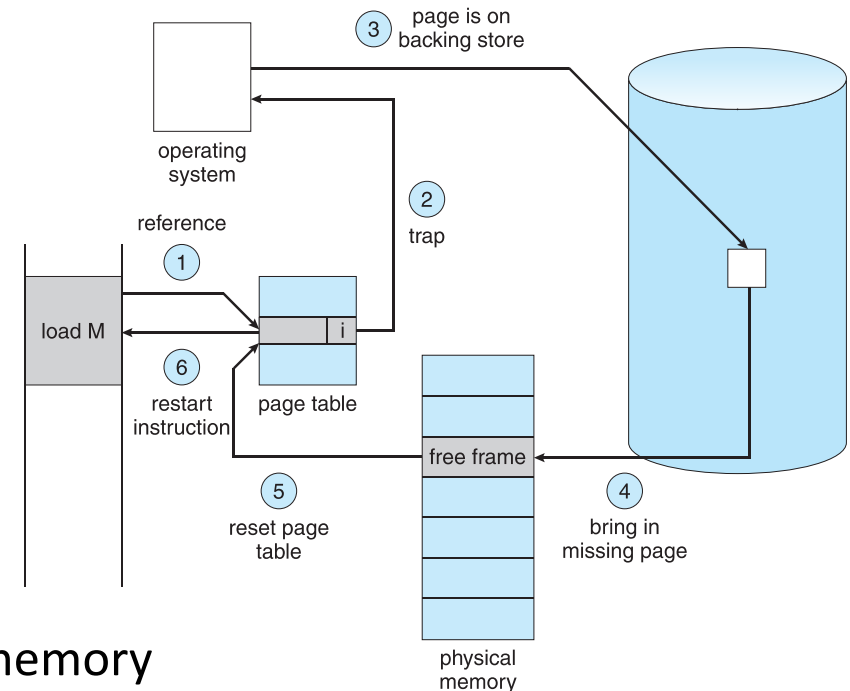 3
page is on
backing store
operating
system
2
trap
reference
1
load M
i
6
restart
instruction
page table
free frame
5
reset page
table
4
bring in
missing page
physical
memory
nemory